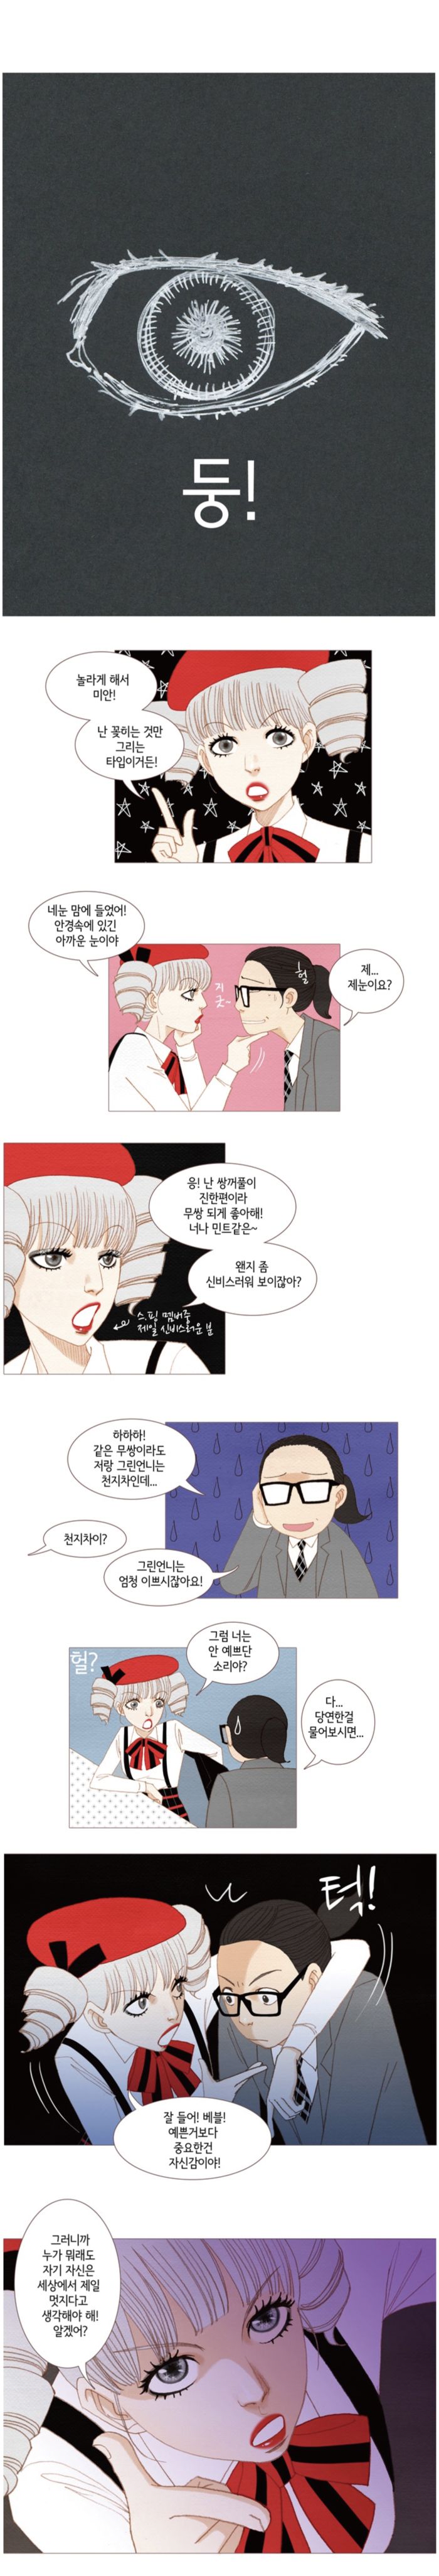 둥!
놀라게 해서
미안!
난 꽂히는 것만
그리는
타입이거든!
네눈 맘에 들었어!
안경속에 있긴
아까운 눈이야
지
긋~
헐
제...
제눈이요?
응! 난 쌍꺼풀이
진한편이라
무쌍 되게 좋아해!
너나 민트같은~
왠지 좀
신비스러워 보이잖아?
스.핑 멤버중
제일 신비스러운 분
하하하!
같은 무쌍이라도
저랑 그린언니는
천지차인데...
천지차이?
그린언니는
엄청 이쁘시잖아요!
헐?
그럼 너는
안 예쁘단
소리야?
다...
당연한걸
물어보시면...
턱!
잘 들어! 베블!
예쁜거보다
중요한건
자신감이야!
그러니까
누가 뭐래도
자기 자신은
세상에서 제일
멋지다고
생각해야 해!
알겠어?